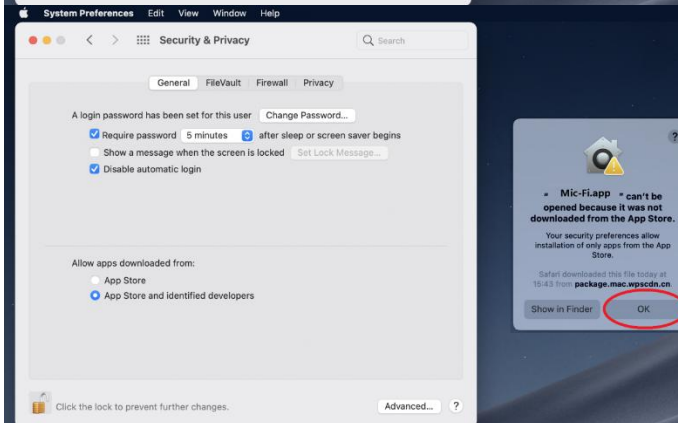 System Preferences Edit View Window Help
Security & Privacy
Search
General FileVault Firewall Privacy
A login password has been set for this user Change Password...
Require password 5 minutes after sleep or screen saver begins
Show a message when the screen is locked Set Lock Message...
Disable automatic login
Allow apps downloaded from:
App Store
App Store and identified developers
Click the lock to prevent further changes.
Advanced... ?
?
" Mic-Fi.app " can't be
opened because it was not
downloaded from the App Store.
Your security preferences allow
installation of only apps from the App
Store.
Safari downloaded this file today at
15:43 from package.mac.wpscdn.cn.
Show in Finder OK